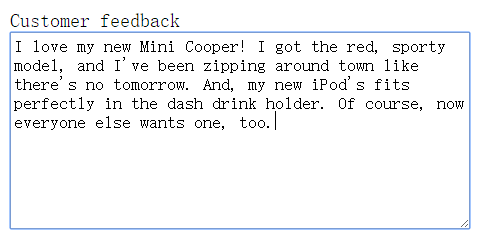 Customer feedback
I love my new Mini Cooper! I got the red, sporty
model, and I've been zipping around town like
there's no tomorrow. And, my new iPod's fits
perfectly in the dash drink holder. Of course, now
everyone else wants one, too.